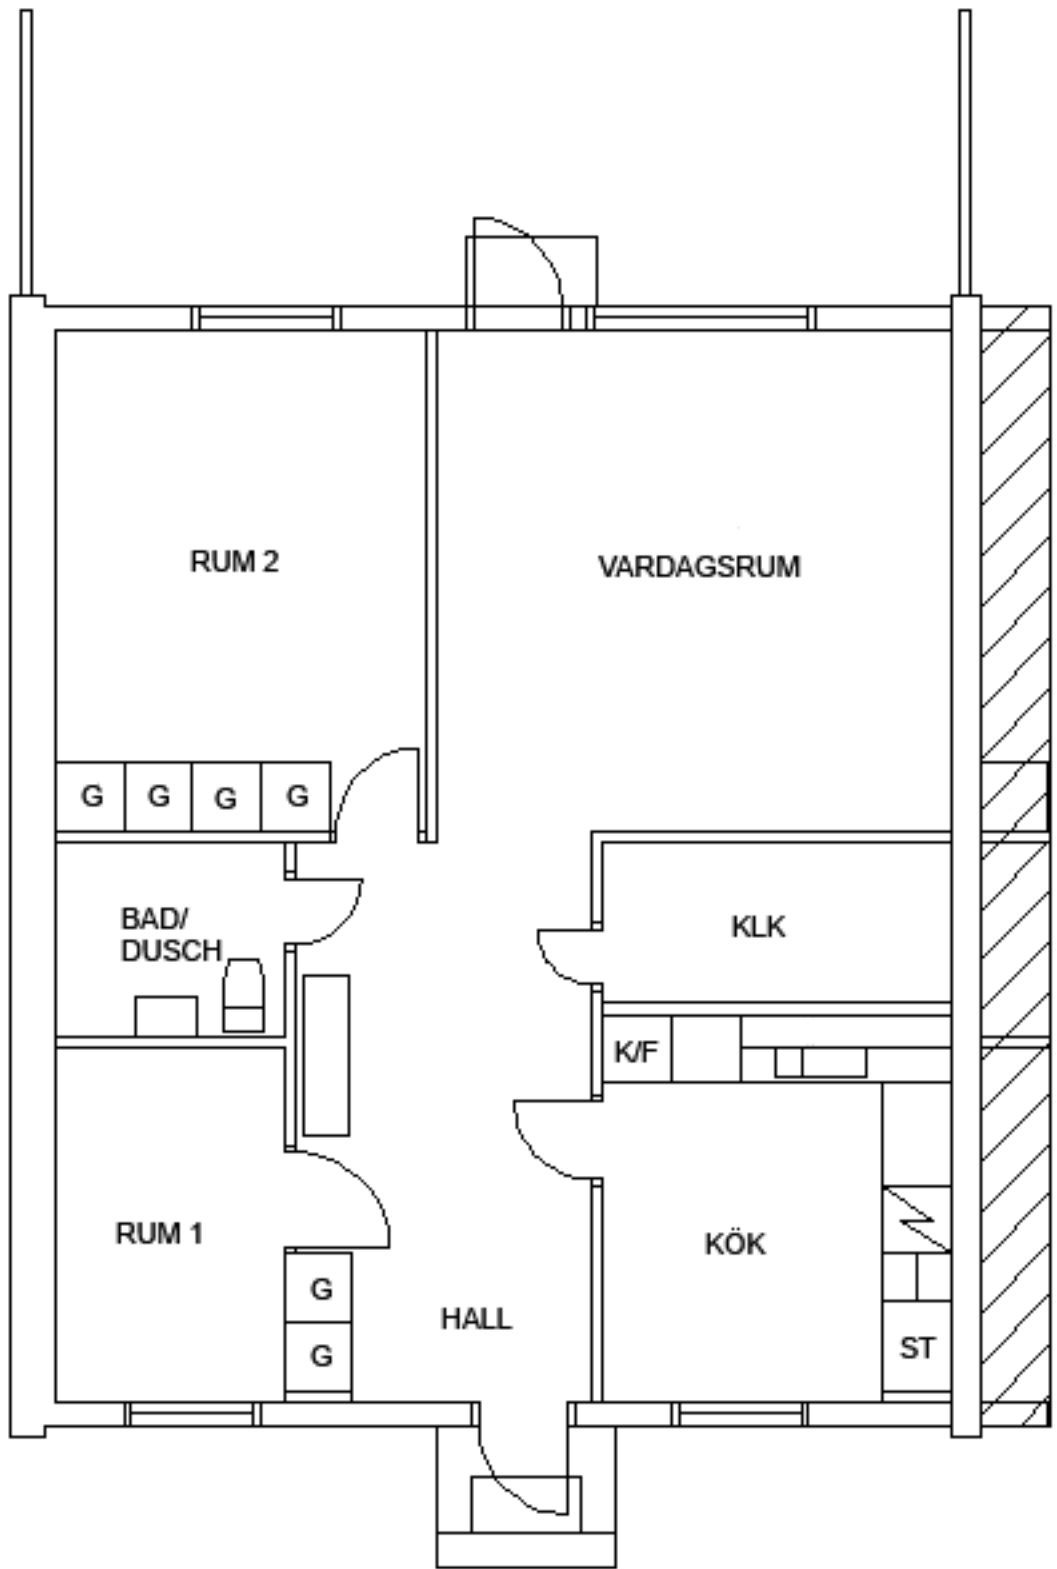 RUM 2
VARDAGSRUM
G G G G
BAD/
DUSCH
KLK
K/F
RUM 1
KÖK
G
HALL
G
ST